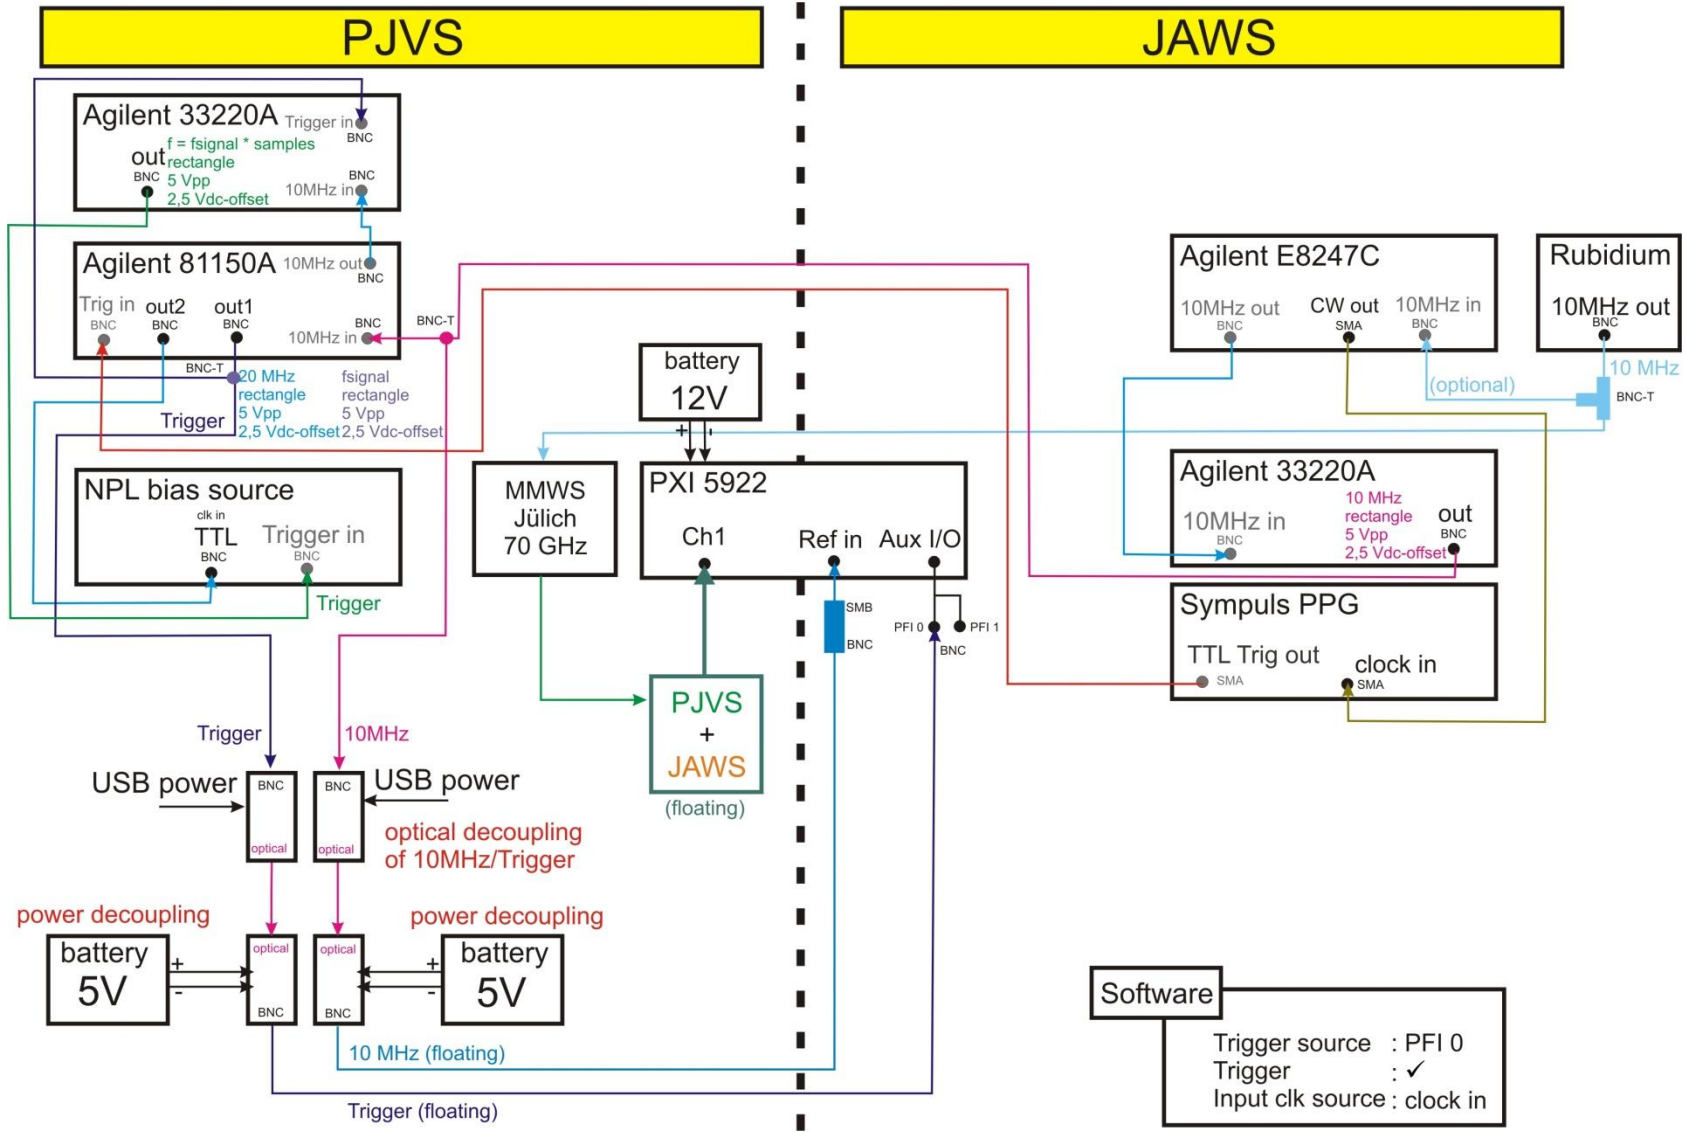 PJVS
JAWS
Agilent 33220A
Trigger in
BNC
f = fsignal * samples
out
rectangle
BNC
5 Vpp
2,5 Vdc-offset
BNC
10MHz in
Agilent 81150A
10MHz out
BNC
Trig in
BNC
out2
BNC
out1
BNC
BNC
10MHz in
BNC-T
BNC-T
20 MHz
rectangle
5 Vpp
2,5 Vdc-offset
fsignal
rectangle
5 Vpp
2,5 Vdc-offset
Trigger
NPL bias source
clk in
TTL
BNC
Trigger in
BNC
Trigger
battery
12V
+
-
MMWS
Jülich
70 GHz
PXI 5922
Ch1
Ref in
Aux I/O
SMB
BNC
PFI 0
PFI 1
BNC
PJVS
+
JAWS
(floating)
Agilent E8247C
10MHz out
BNC
CW out
SMA
10MHz in
BNC
Rubidium
10MHz out
BNC
10 MHz
(optional)
BNC-T
Agilent 33220A
10MHz in
BNC
10 MHz
rectangle
5 Vpp
2,5 Vdc-offset
out
BNC
Sympuls PPG
TTL Trig out
SMA
clock in
SMA
Trigger
10MHz
USB power
BNC
optical
BNC
optical
USB power
optical decoupling
of 10MHz/Trigger
power decoupling
battery
5V
+
-
optical
BNC
optical
BNC
power decoupling
battery
5V
+
-
10 MHz (floating)
Trigger (floating)
Software
Trigger source : PFI 0
Trigger : ✓
Input clk source : clock in